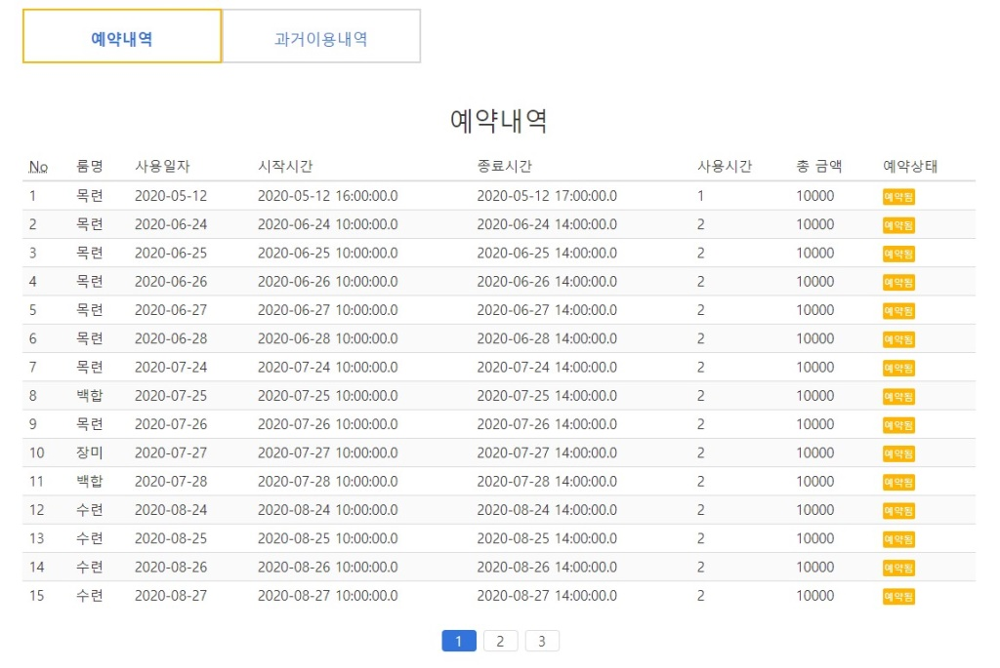 예약내역 과거이용내역
예약내역
No 룸명 사용일자 시작시간 종료시간 사용시간 총 금액 예약상태
1 목련 2020-05-12 2020-05-12 16:00:00.0 2020-05-12 17:00:00.0 1 10000 예약됨
2 목련 2020-06-24 2020-06-24 10:00:00.0 2020-06-24 14:00:00.0 2 10000 예약됨
3 목련 2020-06-25 2020-06-25 10:00:00.0 2020-06-25 14:00:00.0 2 10000 예약됨
4 목련 2020-06-26 2020-06-26 10:00:00.0 2020-06-26 14:00:00.0 2 10000 예약됨
5 목련 2020-06-27 2020-06-27 10:00:00.0 2020-06-27 14:00:00.0 2 10000 예약됨
6 목련 2020-06-28 2020-06-28 10:00:00.0 2020-06-28 14:00:00.0 2 10000 예약됨
7 목련 2020-07-24 2020-07-24 10:00:00.0 2020-07-24 14:00:00.0 2 10000 예약됨
8 백합 2020-07-25 2020-07-25 10:00:00.0 2020-07-25 14:00:00.0 2 10000 예약됨
9 목련 2020-07-26 2020-07-26 10:00:00.0 2020-07-26 14:00:00.0 2 10000 예약됨
10 장미 2020-07-27 2020-07-27 10:00:00.0 2020-07-27 14:00:00.0 2 10000 예약됨
11 백합 2020-07-28 2020-07-28 10:00:00.0 2020-07-28 14:00:00.0 2 10000 예약됨
12 수련 2020-08-24 2020-08-24 10:00:00.0 2020-08-24 14:00:00.0 2 10000 예약됨
13 수련 2020-08-25 2020-08-25 10:00:00.0 2020-08-25 14:00:00.0 2 10000 예약됨
14 수련 2020-08-26 2020-08-26 10:00:00.0 2020-08-26 14:00:00.0 2 10000 예약됨
15 수련 2020-08-27 2020-08-27 10:00:00.0 2020-08-27 14:00:00.0 2 10000 예약됨
1 2 3